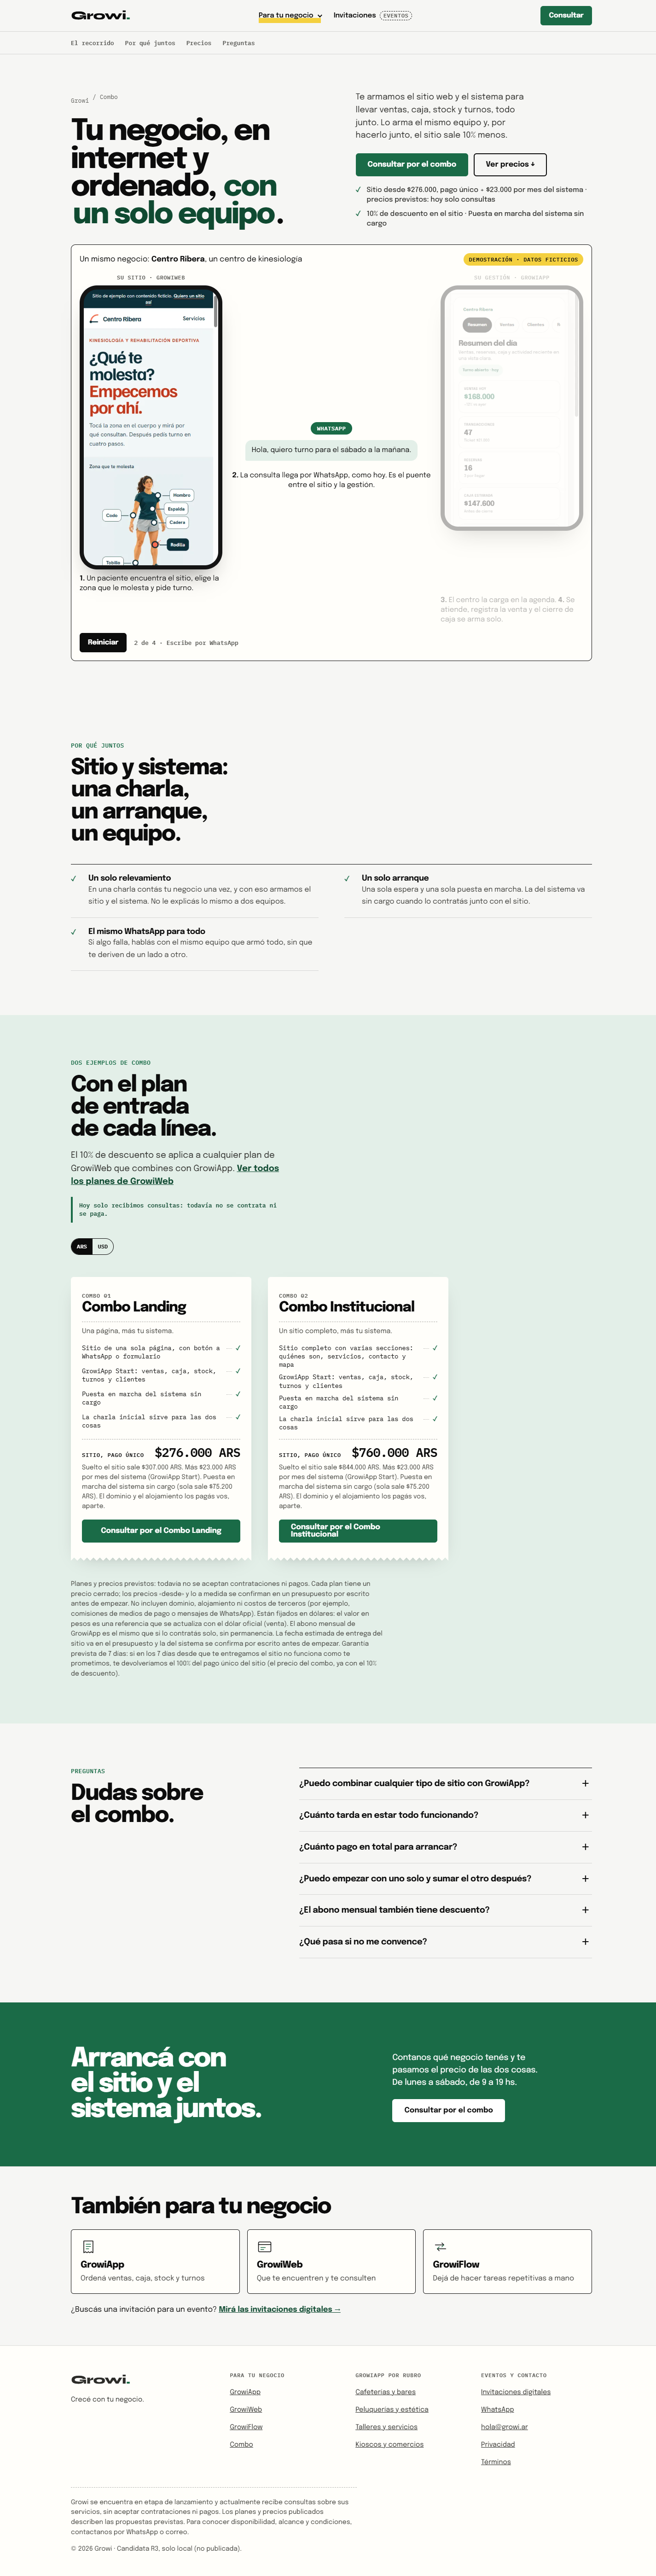 Growi.
Para tu negocio
Invitaciones EVENTOS
Consultar
El recorrido Por qué juntos Precios Preguntas
Growi / Combo
Tu negocio, en
internet y
ordenado, con
un solo equipo.
Te armamos el sitio web y el sistema para
llevar ventas, caja, stock y turnos, todo
junto. Lo arma el mismo equipo y, por
hacerlo junto, el sitio sale 10% menos.
Consultar por el combo
Ver precios ↓
✓ Sitio desde $276.000, pago único + $23.000 por mes del sistema ·
precios previstos: hoy solo consultas
✓ 10% de descuento en el sitio · Puesta en marcha del sistema sin
cargo
Un mismo negocio: Centro Ribera, un centro de kinesiología
DEMOSTRACIÓN · DATOS FICTICIOS
SU SITIO · GROWIWEB
Sitio de ejemplo con contenido ficticio. Quiero un sitio
así
Centro Ribera
Servicios
KINESIOLOGÍA Y REHABILITACIÓN DEPORTIVA
¿Qué te
molesta?
Empecemos
por ahí.
Tocá la zona en el cuerpo y mirá por
qué consultan. Después pedís turno en
cuatro pasos.
Zona que te molesta
Hombro
Espalda
Codo
Cadera
Rodilla
Tobillo
1. Un paciente encuentra el sitio, elige la
zona que le molesta y pide turno.
WHATSAPP
Hola, quiero turno para el sábado a la mañana.
2. La consulta llega por WhatsApp, como hoy. Es el puente
entre el sitio y la gestión.
SU GESTIÓN · GROWIAPP
Centro Ribera
Resumen Ventas Clientes
Resumen del día
$168.000
47
16
$147.600
3. El centro la carga en la agenda. 4. Se
atiende, registra la venta y el cierre de
caja se arma solo.
Reiniciar
2 de 4 · Escribe por WhatsApp
POR QUÉ JUNTOS
Sitio y sistema:
una charla,
un arranque,
un equipo.
✓ Un solo relevamiento
En una charla contás tu negocio una vez, y con eso armamos el
sitio y el sistema. No le explicás lo mismo a dos equipos.
✓ Un solo arranque
Una sola espera y una sola puesta en marcha. La del sistema va
sin cargo cuando lo contratás junto con el sitio.
✓ El mismo WhatsApp para todo
Si algo falla, hablás con el mismo equipo que armó todo, sin que
te deriven de un lado a otro.
DOS EJEMPLOS DE COMBO
Con el plan
de entrada
de cada línea.
El 10% de descuento se aplica a cualquier plan de
GrowiWeb que combines con GrowiApp. Ver todos
los planes de GrowiWeb
Hoy solo recibimos consultas: todavía no se contrata ni
se paga.
ARS USD
COMBO 01
Combo Landing
Una página, más tu sistema.
Sitio de una sola página, con botón a
WhatsApp o formulario ✓
GrowiApp Start: ventas, caja, stock,
turnos y clientes ✓
Puesta en marcha del sistema sin
cargo ✓
La charla inicial sirve para las dos
cosas ✓
SITIO, PAGO ÚNICO $276.000 ARS
Suelto el sitio sale $307.000 ARS. Más $23.000 ARS
por mes del sistema (GrowiApp Start). Puesta en
marcha del sistema sin cargo (sola sale $75.200
ARS). El dominio y el alojamiento los pagás vos,
aparte.
Consultar por el Combo Landing
COMBO 02
Combo Institucional
Un sitio completo, más tu sistema.
Sitio completo con varias secciones:
quiénes son, servicios, contacto y
mapa ✓
GrowiApp Start: ventas, caja, stock,
turnos y clientes ✓
Puesta en marcha del sistema sin
cargo ✓
La charla inicial sirve para las dos
cosas ✓
SITIO, PAGO ÚNICO $760.000 ARS
Suelto el sitio sale $844.000 ARS. Más $23.000 ARS
por mes del sistema (GrowiApp Start). Puesta en
marcha del sistema sin cargo (sola sale $75.200
ARS). El dominio y el alojamiento los pagás vos,
aparte.
Consultar por el Combo
Institucional
Planes y precios previstos: todavía no se aceptan contrataciones ni pagos. Cada plan tiene un
precio cerrado; los precios «desde» y lo a medida se confirman en un presupuesto por escrito
antes de empezar. No incluyen dominio, alojamiento ni costos de terceros (por ejemplo,
comisiones de medios de pago o mensajes de WhatsApp). Están fijados en dólares: el valor en
pesos es una referencia que se actualiza con el dólar oficial (venta). El abono mensual de
GrowiApp es el mismo que si lo contratás solo, sin permanencia. La fecha estimada de entrega del
sitio va en el presupuesto y la del sistema se confirma por escrito antes de empezar. Garantía
prevista de 7 días: si en los 7 días desde que te entregamos el sitio no funciona como te
prometimos, te devolveríamos el 100% del pago único del sitio (el precio del combo, ya con el 10%
de descuento).
PREGUNTAS
Dudas sobre
el combo.
¿Puedo combinar cualquier tipo de sitio con GrowiApp? +
¿Cuánto tarda en estar todo funcionando? +
¿Cuánto pago en total para arrancar? +
¿Puedo empezar con uno solo y sumar el otro después? +
¿El abono mensual también tiene descuento? +
¿Qué pasa si no me convence? +
Arrancá con
el sitio y el
sistema juntos.
Contanos qué negocio tenés y te
pasamos el precio de las dos cosas.
De lunes a sábado, de 9 a 19 hs.
Consultar por el combo
También para tu negocio
GrowiApp
Ordená ventas, caja, stock y turnos
GrowiWeb
Que te encuentren y te consulten
GrowiFlow
Dejá de hacer tareas repetitivas a mano
¿Buscás una invitación para un evento? Mirá las invitaciones digitales →
Growi.
Crecé con tu negocio.
PARA TU NEGOCIO
GrowiApp
GrowiWeb
GrowiFlow
Combo
GROWIAPP POR RUBRO
Cafeterías y bares
Peluquerías y estética
Talleres y servicios
Kioscos y comercios
EVENTOS Y CONTACTO
Invitaciones digitales
WhatsApp
hola@growi.ar
Privacidad
Términos
Growi se encuentra en etapa de lanzamiento y actualmente recibe consultas sobre sus
servicios, sin aceptar contrataciones ni pagos. Los planes y precios publicados
describen las propuestas previstas. Para conocer disponibilidad, alcance y condiciones,
contactanos por WhatsApp o correo.
© 2026 Growi · Candidata R3, solo local (no publicada).